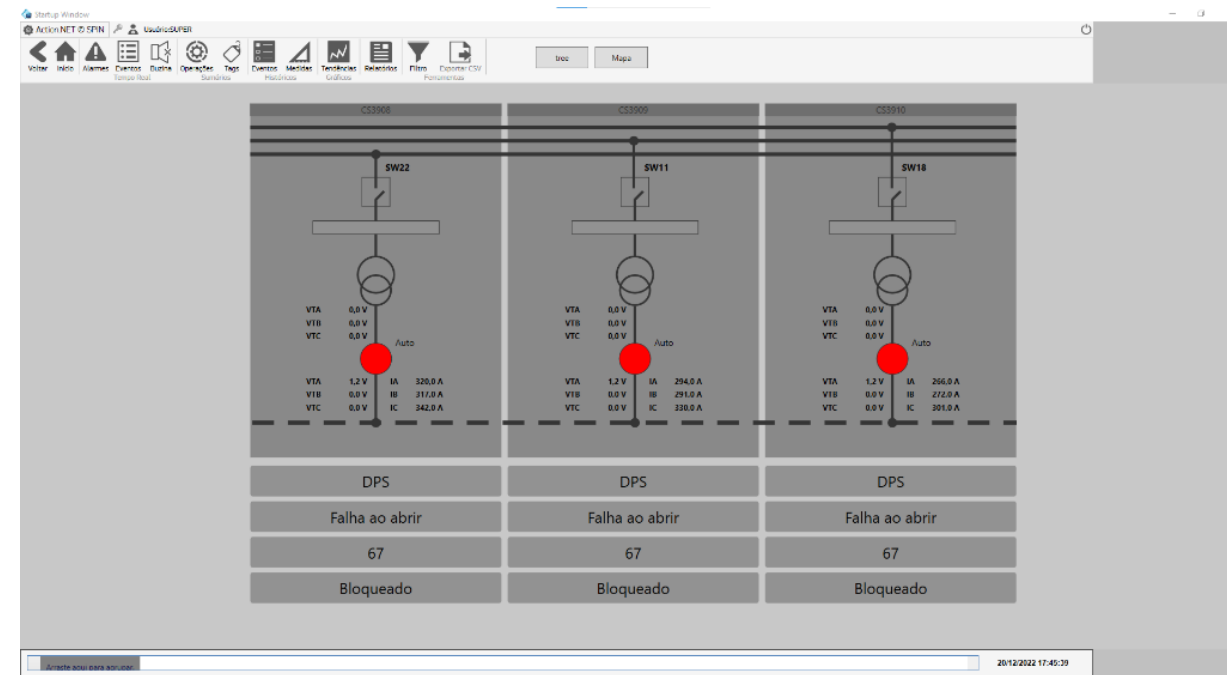 Startup Window
Action.NET © SPIN Usuário:SUPER
Voltar Início Alarmes Eventos Buzina Operações Tags Eventos Medidas Tendências Relatórios Filtro Exportar CSV
Tempo Real Sumários Históricos Gráficos Ferramentas
tree Mapa
CS3908 CS3909 CS3910
SW22 SW11 SW18
VTA 0,0 V VTA 0,0 V VTA 0,0 V
VTB 0,0 V VTB 0,0 V VTB 0,0 V
VTC 0,0 V VTC 0,0 V VTC 0,0 V
Auto Auto Auto
VTA 1,2 V IA 320,0 A VTA 1,2 V IA 294,0 A VTA 1,2 V IA 266,0 A
VTB 0,0 V IB 317,0 A VTB 0,0 V IB 291,0 A VTB 0,0 V IB 272,0 A
VTC 0,0 V IC 342,0 A VTC 0,0 V IC 330,0 A VTC 0,0 V IC 301,0 A
DPS DPS DPS
Falha ao abrir Falha ao abrir Falha ao abrir
67 67 67
Bloqueado Bloqueado Bloqueado
Arraste aqui para agrupar.
20/12/2022 17:45:39